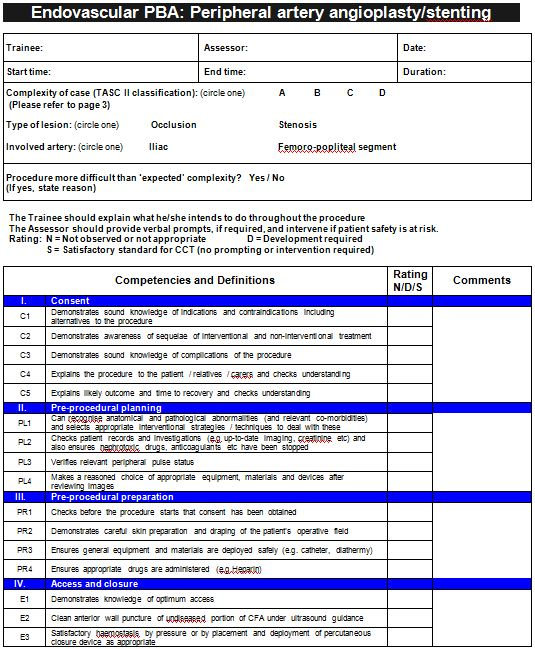 Endovascular PBA: Peripheral artery angioplasty/stenting
Trainee: Assessor: Date:
Start time: End time: Duration:
Complexity of case (TASC II classification): (circle one) A B C D
(Please refer to page 3)
Type of lesion: (circle one) Occlusion Stenosis
Involved artery: (circle one) Iliac Femoro-popliteal segment
Procedure more difficult than 'expected' complexity? Yes / No
(If yes, state reason)
The Trainee should explain what he/she intends to do throughout the procedure
The Assessor should provide verbal prompts, if required, and intervene if patient safety is at risk.
Rating: N = Not observed or not appropriate D = Development required
S = Satisfactory standard for CCT (no prompting or intervention required)
Competencies and Definitions Rating N/D/S Comments
I. Consent
C1 Demonstrates sound knowledge of indications and contraindications including
alternatives to the procedure
C2 Demonstrates awareness of sequelae of interventional and non-interventional treatment
C3 Demonstrates sound knowledge of complications of the procedure
C4 Explains the procedure to the patient / relatives / carers and checks understanding
C5 Explains likely outcome and time to recovery and checks understanding
II. Pre-procedural planning
PL1 Can recognise anatomical and pathological abnormalities (and relevant co-morbidities)
and selects appropriate interventional strategies / techniques to deal with these
PL2 Checks patient records and investigations (e.g. up-to-date imaging, creatinine etc) and
also ensures nephrotoxic drugs, anticoagulants etc have been stopped
PL3 Verifies relevant peripheral pulse status
PL4 Makes a reasoned choice of appropriate equipment, materials and devices after
reviewing images
III. Pre-procedural preparation
PR1 Checks before the procedure starts that consent has been obtained
PR2 Demonstrates careful skin preparation and draping of the patient's operative field
PR3 Ensures general equipment and materials are deployed safely (e.g. catheter, diathermy)
PR4 Ensures appropriate drugs are administered (e.g.Heparin)
IV. Access and closure
E1 Demonstrates knowledge of optimum access
E2 Clean anterior wall puncture of undiseased portion of CFA under ultrasound guidance
E3 Satisfactory haemostasis by pressure or by placement and deployment of percutaneous
closure device as appropriate